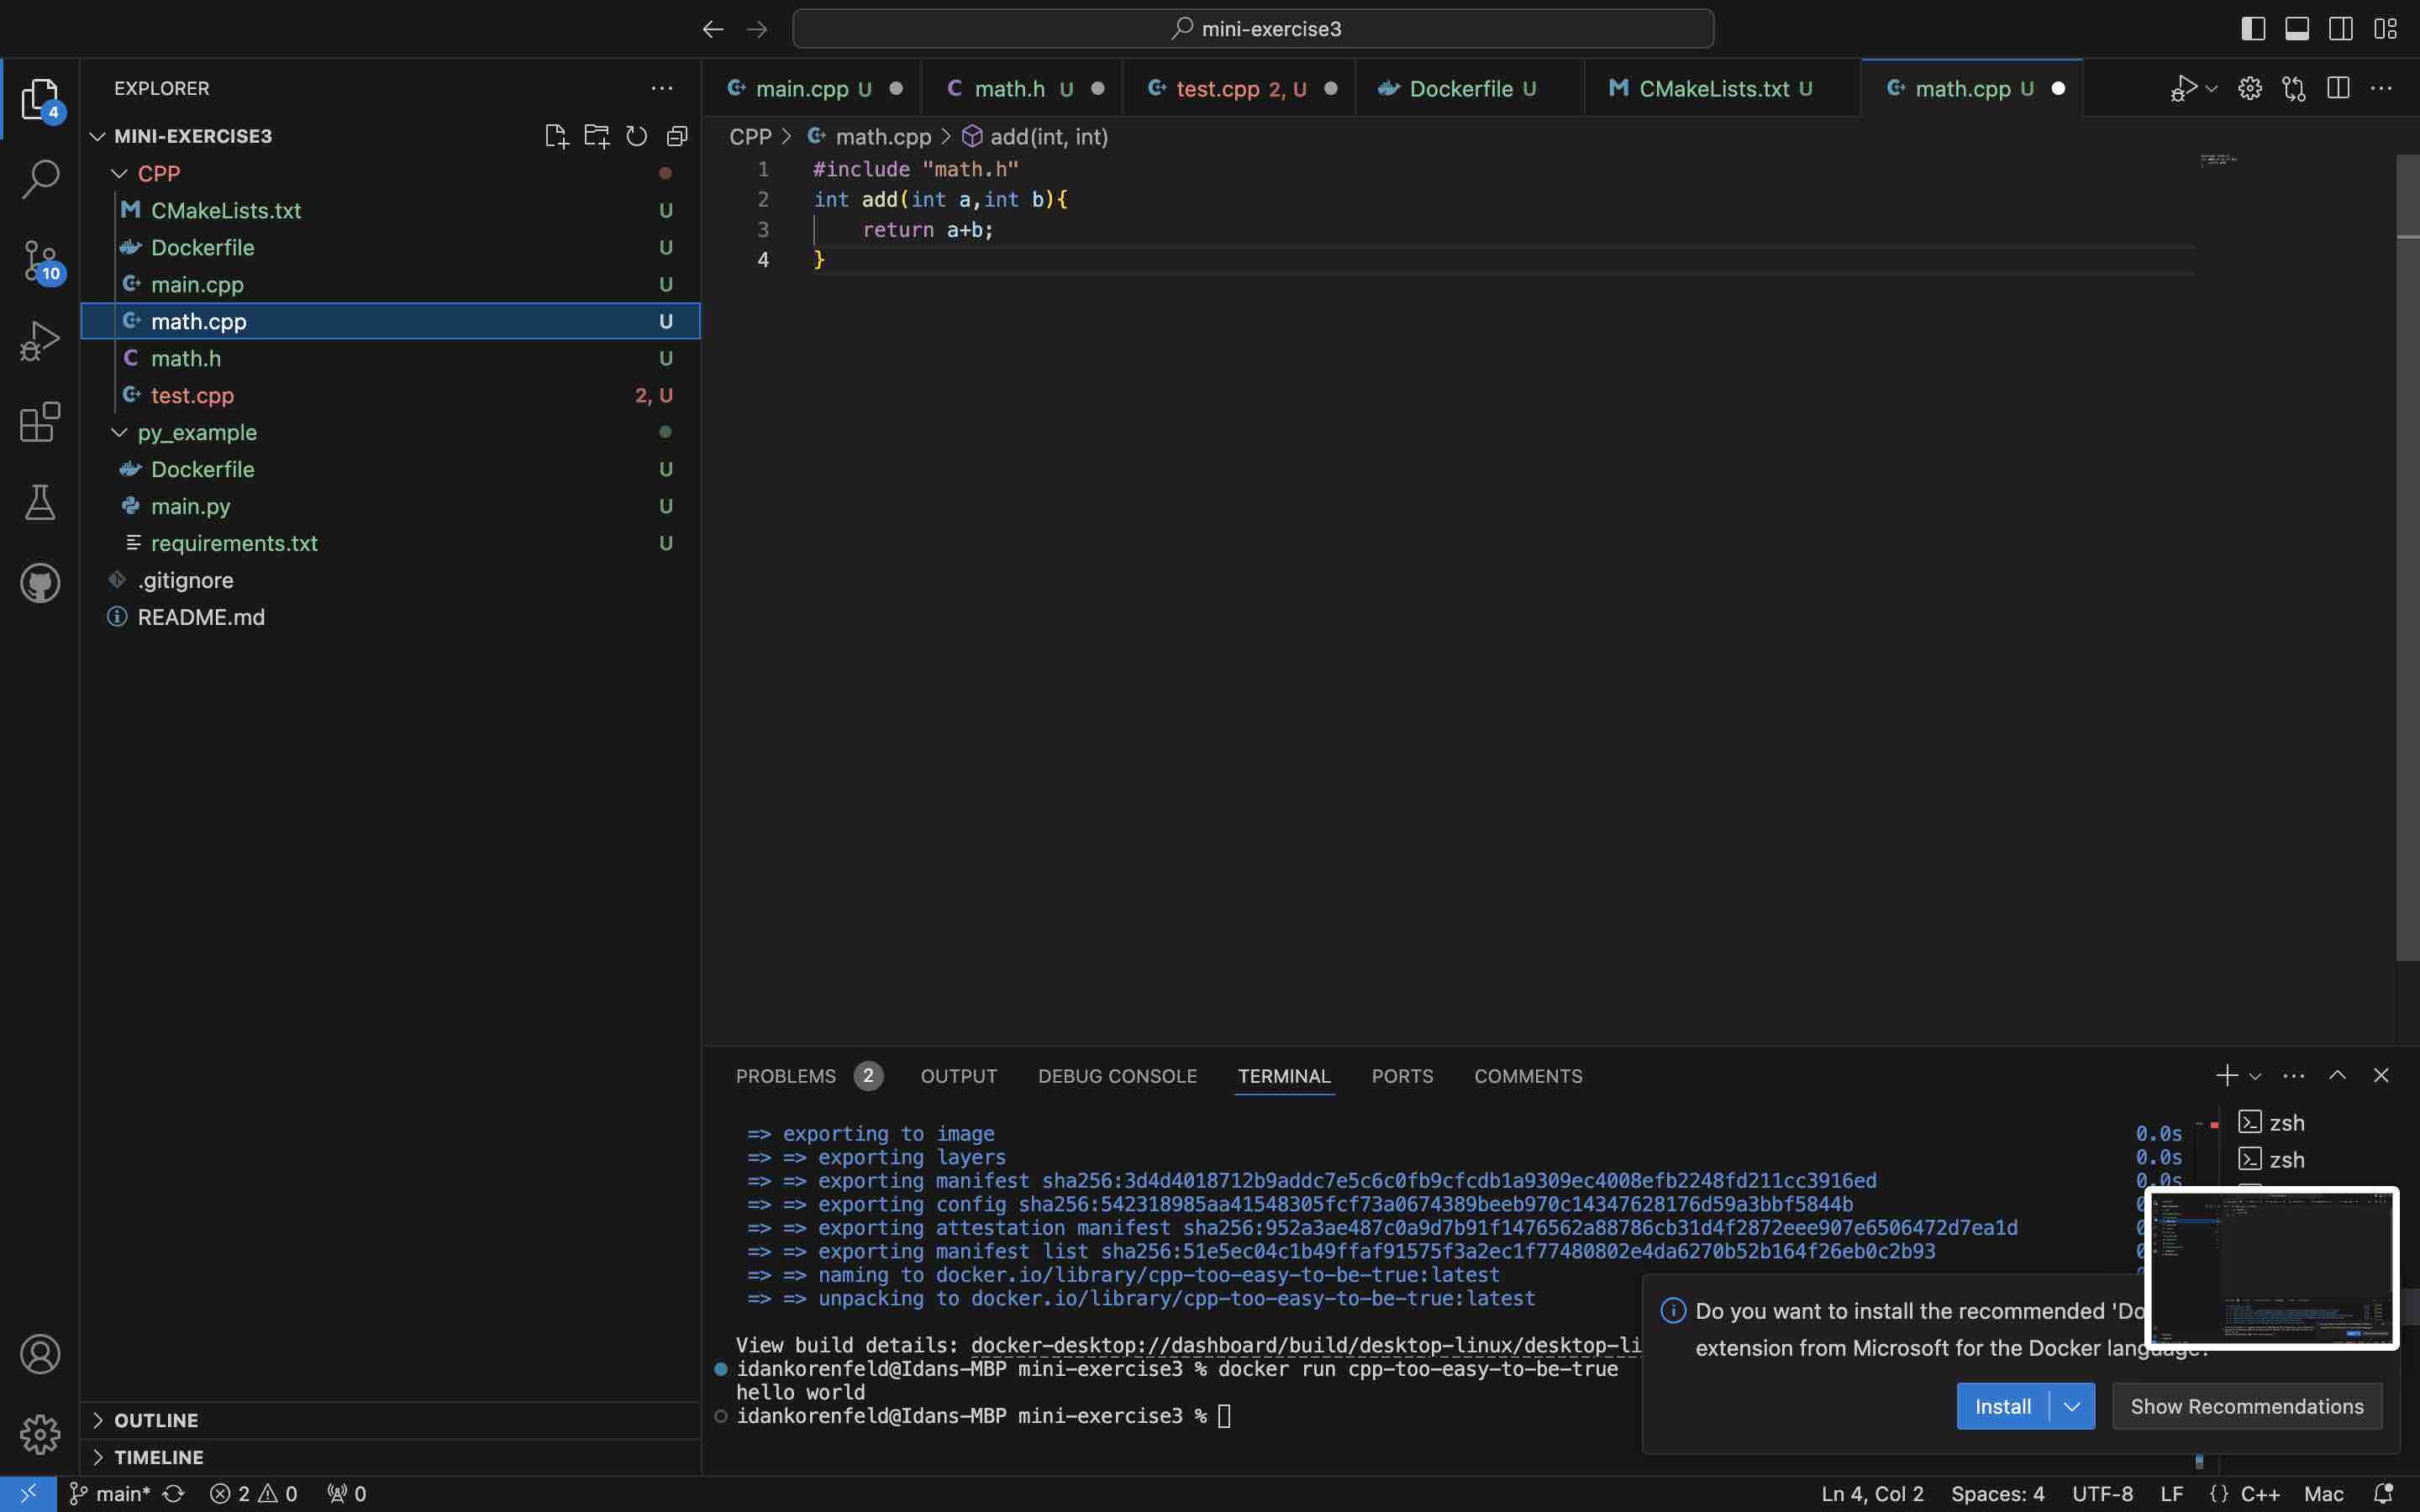 mini-exercise3
EXPLORER
main.cpp U
math.h U
test.cpp 2, U
Dockerfile U
CMakeLists.txt U
math.cpp U
4
MINI-EXERCISE3
CPP > math.cpp > add(int, int)
CPP
CMakeLists.txt U
Dockerfile U
main.cpp U
math.cpp U
math.h U
test.cpp 2, U
py_example
Dockerfile U
main.py U
requirements.txt U
.gitignore
README.md
10
1 #include "math.h"
2 int add(int a,int b){
3     return a+b;
4 }
PROBLEMS 2 OUTPUT DEBUG CONSOLE TERMINAL PORTS COMMENTS
=> exporting to image 0.0s
=> => exporting layers 0.0s
=> => exporting manifest sha256:3d4d4018712b9addc7e5c6c0fb9cfcdb1a9309ec4008efb2248fd211cc3916ed 0.0s
=> => exporting config sha256:542318985aa41548305fcf73a0674389beeb970c14347628176d59a3bbf5844b
=> => exporting attestation manifest sha256:952a3ae487c0a9d7b91f1476562a88786cb31d4f2872eee907e6506472d7ea1d
=> => exporting manifest list sha256:51e5ec04c1b49ffaf91575f3a2ec1f77480802e4da6270b52b164f26eb0c2b93
=> => naming to docker.io/library/cpp-too-easy-to-be-true:latest
=> => unpacking to docker.io/library/cpp-too-easy-to-be-true:latest
View build details: docker-desktop://dashboard/build/desktop-linux/desktop-li
idankorenfeld@Idans-MBP mini-exercise3 % docker run cpp-too-easy-to-be-true
hello world
idankorenfeld@Idans-MBP mini-exercise3 %
zsh
zsh
Do you want to install the recommended 'Do
extension from Microsoft for the Docker language?
Install
Show Recommendations
OUTLINE
TIMELINE
main* 2 0 0
Ln 4, Col 2 Spaces: 4 UTF-8 LF {} C++ Mac